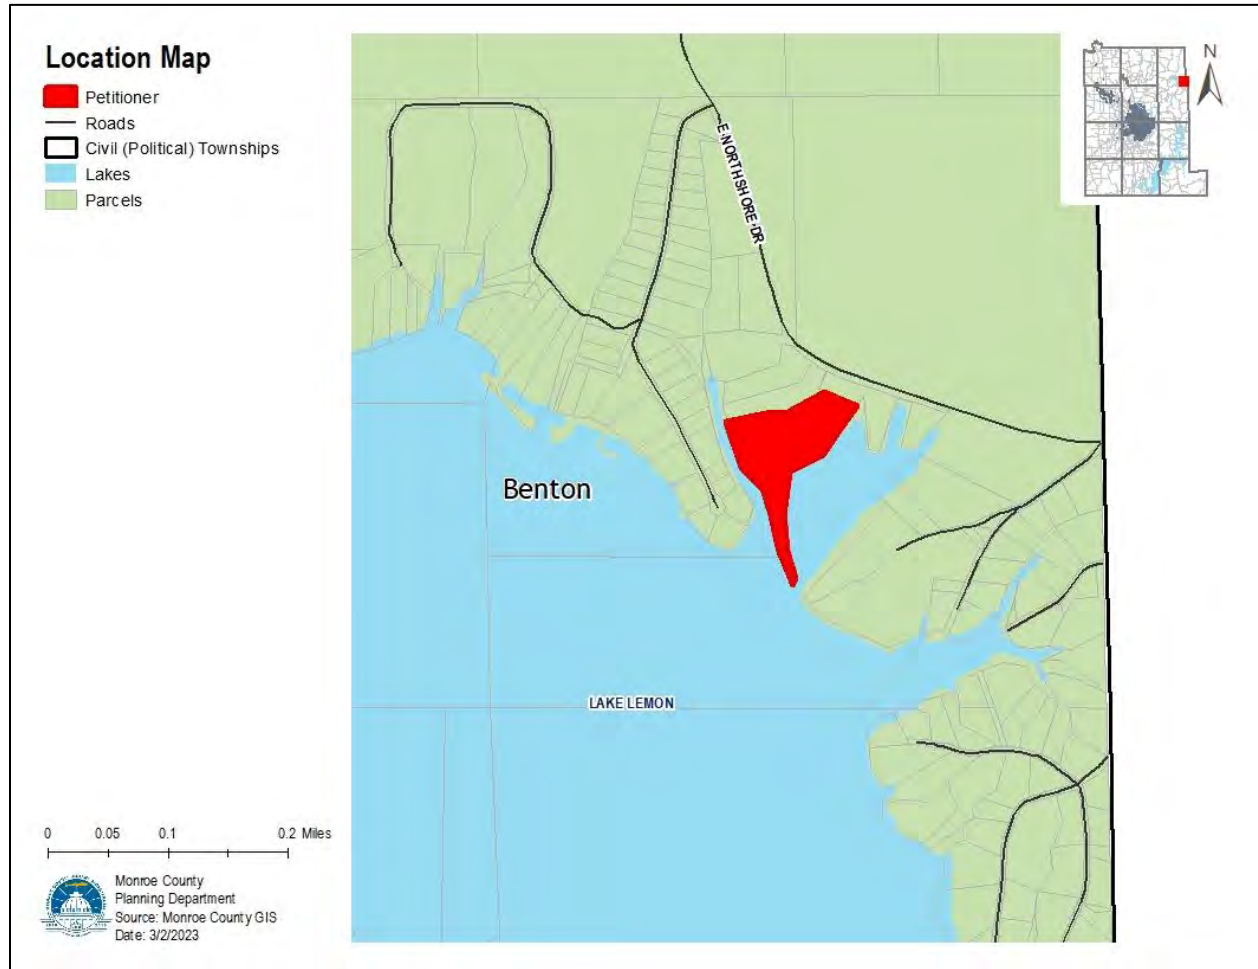 Location Map
Petitioner
Roads
Civil (Political) Townships
Lakes
Parcels
N
E NORTHSHORE DR
Benton
LAKE LEMON
0 0.05 0.1 0.2 Miles
Monroe County
Planning Department
Source: Monroe County GIS
Date: 3/2/2023